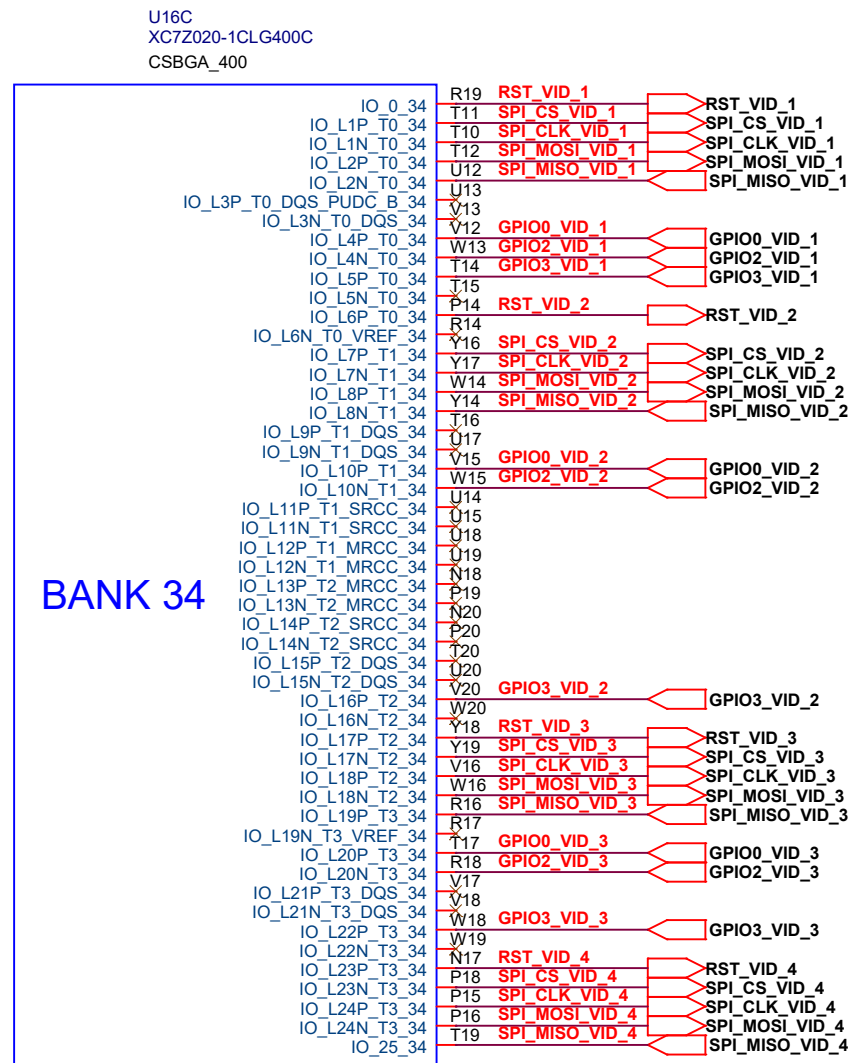 U16C
XC7Z020-1CLG400C
CSBGA_400
BANK 34
IO_0_34 R19 RST_VID_1 RST_VID_1
IO_L1P_T0_34 T11 SPI_CS_VID_1 SPI_CS_VID_1
IO_L1N_T0_34 T10 SPI_CLK_VID_1 SPI_CLK_VID_1
IO_L2P_T0_34 T12 SPI_MOSI_VID_1 SPI_MOSI_VID_1
IO_L2N_T0_34 U12 SPI_MISO_VID_1 SPI_MISO_VID_1
IO_L3P_T0_DQS_PUDC_B_34 U13
IO_L3N_T0_DQS_34 V13
IO_L4P_T0_34 V12 GPIO0_VID_1 GPIO0_VID_1
IO_L4N_T0_34 W13 GPIO2_VID_1 GPIO2_VID_1
IO_L5P_T0_34 T14 GPIO3_VID_1 GPIO3_VID_1
IO_L5N_T0_34 T15
IO_L6P_T0_34 P14 RST_VID_2 RST_VID_2
IO_L6N_T0_VREF_34 R14
IO_L7P_T1_34 Y16 SPI_CS_VID_2 SPI_CS_VID_2
IO_L7N_T1_34 Y17 SPI_CLK_VID_2 SPI_CLK_VID_2
IO_L8P_T1_34 W14 SPI_MOSI_VID_2 SPI_MOSI_VID_2
IO_L8N_T1_34 Y14 SPI_MISO_VID_2 SPI_MISO_VID_2
IO_L9P_T1_DQS_34 T16
IO_L9N_T1_DQS_34 U17
IO_L10P_T1_34 V15 GPIO0_VID_2 GPIO0_VID_2
IO_L10N_T1_34 W15 GPIO2_VID_2 GPIO2_VID_2
IO_L11P_T1_SRCC_34 U14
IO_L11N_T1_SRCC_34 U15
IO_L12P_T1_MRCC_34 U18
IO_L12N_T1_MRCC_34 U19
IO_L13P_T2_MRCC_34 N18
IO_L13N_T2_MRCC_34 P19
IO_L14P_T2_SRCC_34 N20
IO_L14N_T2_SRCC_34 P20
IO_L15P_T2_DQS_34 T20
IO_L15N_T2_DQS_34 U20
IO_L16P_T2_34 V20 GPIO3_VID_2 GPIO3_VID_2
IO_L16N_T2_34 W20
IO_L17P_T2_34 Y18 RST_VID_3 RST_VID_3
IO_L17N_T2_34 Y19 SPI_CS_VID_3 SPI_CS_VID_3
IO_L18P_T2_34 V16 SPI_CLK_VID_3 SPI_CLK_VID_3
IO_L18N_T2_34 W16 SPI_MOSI_VID_3 SPI_MOSI_VID_3
IO_L19P_T3_34 R16 SPI_MISO_VID_3 SPI_MISO_VID_3
IO_L19N_T3_VREF_34 R17
IO_L20P_T3_34 T17 GPIO0_VID_3 GPIO0_VID_3
IO_L20N_T3_34 R18 GPIO2_VID_3 GPIO2_VID_3
IO_L21P_T3_DQS_34 V17
IO_L21N_T3_DQS_34 V18
IO_L22P_T3_34 W18 GPIO3_VID_3 GPIO3_VID_3
IO_L22N_T3_34 W19
IO_L23P_T3_34 N17 RST_VID_4 RST_VID_4
IO_L23N_T3_34 P18 SPI_CS_VID_4 SPI_CS_VID_4
IO_L24P_T3_34 P15 SPI_CLK_VID_4 SPI_CLK_VID_4
IO_L24N_T3_34 P16 SPI_MOSI_VID_4 SPI_MOSI_VID_4
IO_25_34 T19 SPI_MISO_VID_4 SPI_MISO_VID_4